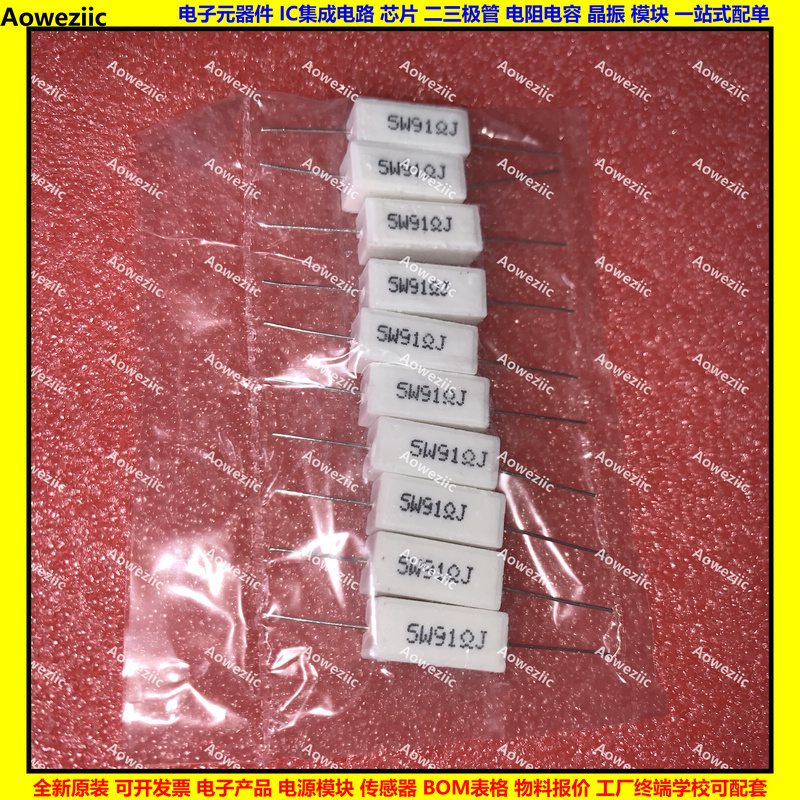 Aoweziic
电子元器件 IC集成电路 芯片 二三极管 电阻电容 晶振 模块 一站式配单
5W91ΩJ
5W91ΩJ
5W91ΩJ
5W91ΩJ
5W91ΩJ
5W91ΩJ
5W91ΩJ
5W91ΩJ
5W91ΩJ
5W91ΩJ
全新原装 可开发票 电子产品 电源模块 传感器 BOM表格 物料报价 工厂终端学校可配套